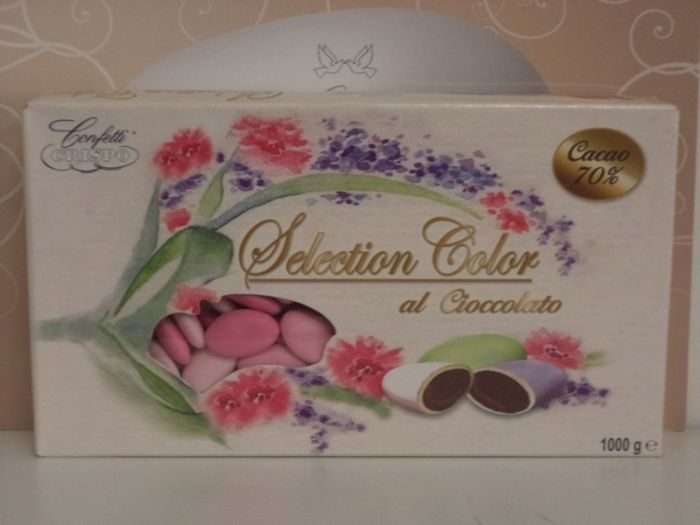 Confetti
CRISPO
Cacao
70%
Selection Color
al Cioccolato
1000 g e